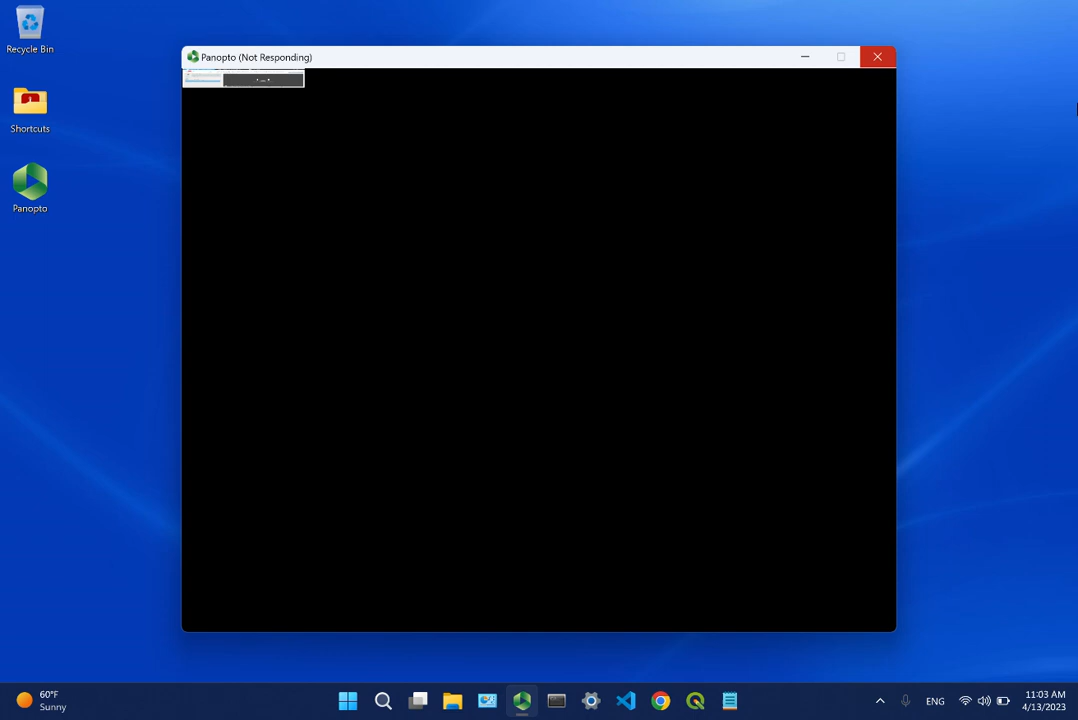 Recycle Bin
Shortcuts
Panopto
Panopto (Not Responding)
60°F
Sunny
ENG
11:03 AM
4/13/2023